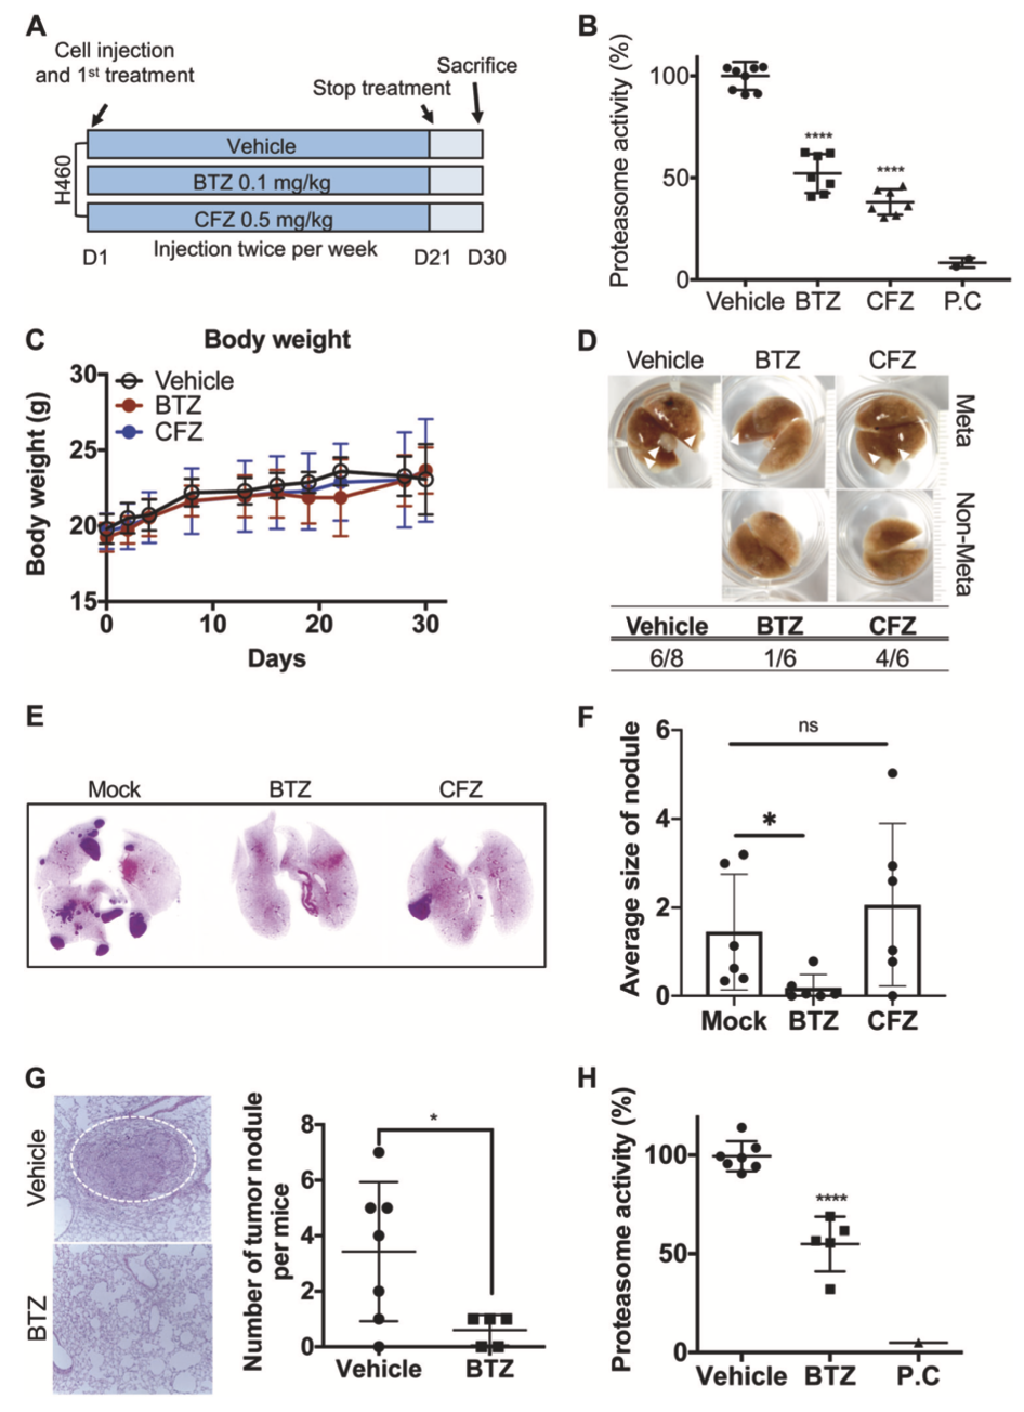 A
Cell injection
and 1st treatment
Stop treatment
Sacrifice
H460
Vehicle
BTZ 0.1 mg/kg
CFZ 0.5 mg/kg
D1
Injection twice per week
D21
D30
B
Proteasome activity (%)
100
50
0
****
****
Vehicle
BTZ
CFZ
P.C
C
Body weight
Body weight (g)
30
25
20
15
Vehicle
BTZ
CFZ
0
10
20
30
Days
D
Vehicle
BTZ
CFZ
Meta
Non-Meta
Vehicle
BTZ
CFZ
6/8
1/6
4/6
E
Mock
BTZ
CFZ
F
Average size of nodule
6
4
2
0
ns
*
Mock
BTZ
CFZ
G
Vehicle
BTZ
Number of tumor nodule
per mice
8
6
4
2
0
*
Vehicle
BTZ
H
Proteasome activity (%)
100
50
0
****
Vehicle
BTZ
P.C